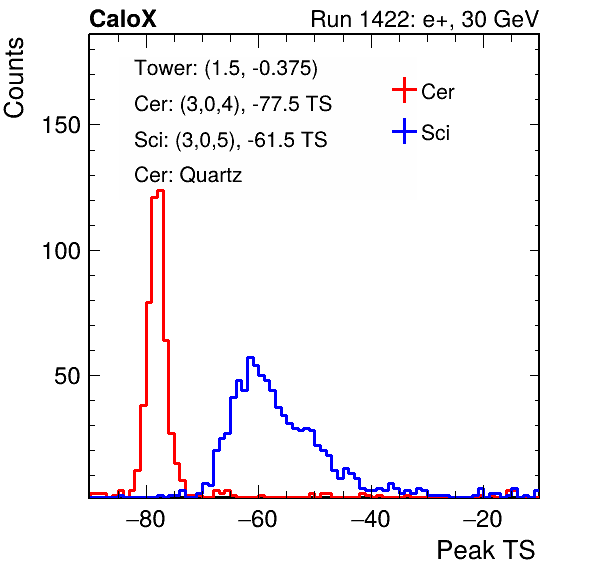 CaloX Run 1422: e+, 30 GeV
Counts
Tower: (1.5, -0.375)
Cer: (3,0,4), -77.5 TS
Sci: (3,0,5), -61.5 TS
Cer: Quartz
Cer
Sci
150
100
50
−80 −60 −40 −20
Peak TS